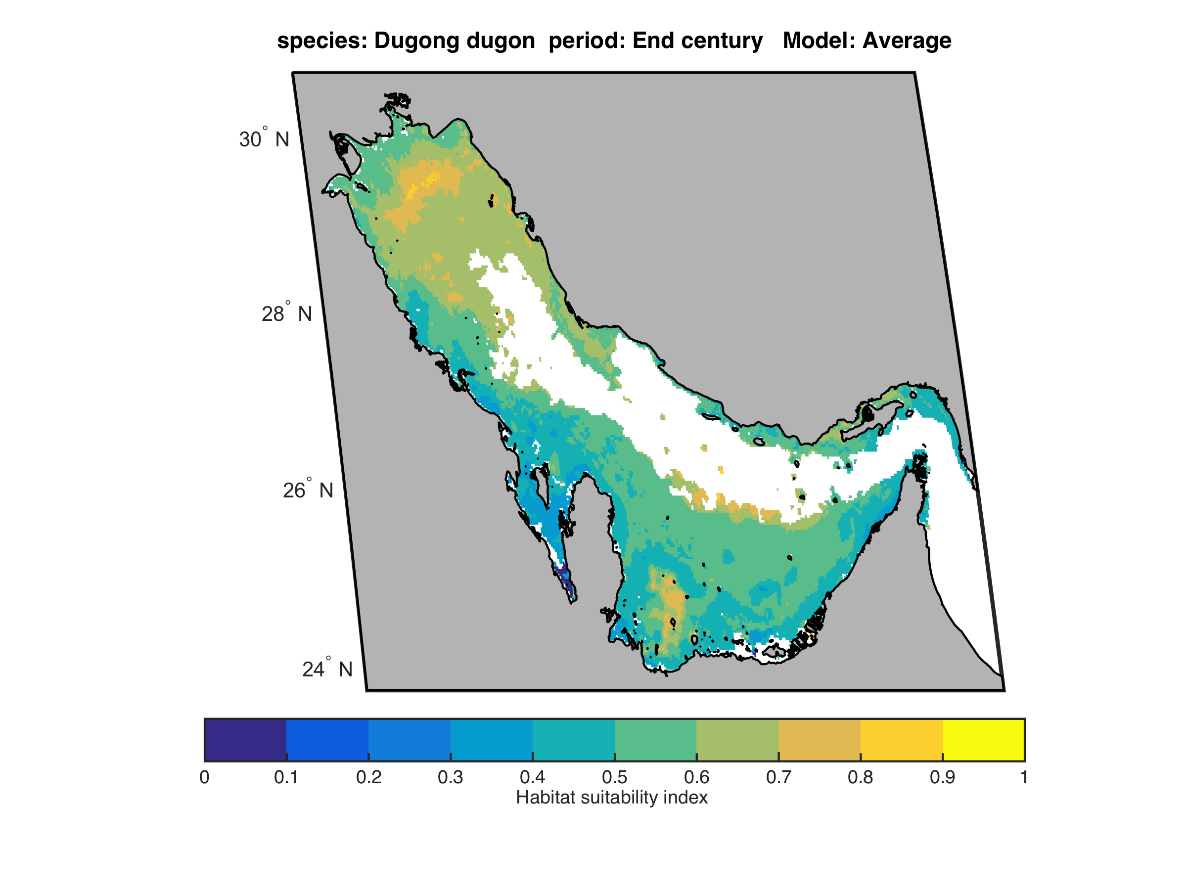 species: Dugong dugon  period: End century   Model: Average
30° N
28° N
26° N
24° N
0 0.1 0.2 0.3 0.4 0.5 0.6 0.7 0.8 0.9 1
Habitat suitability index